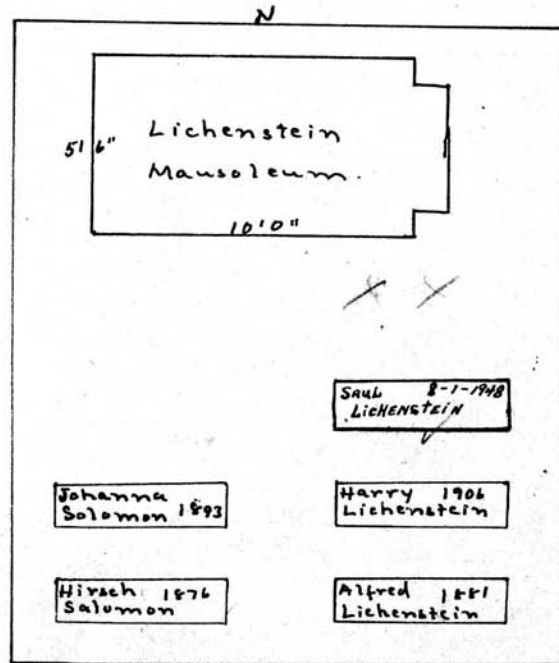 N
Lichenstein
5' 6"
Mausoleum.
10'0"
X X
SAUL 8-1-1948
LICHENSTEIN
Johanna
Solomon 1893
Harry 1906
Lichenstein
Hirsch 1876
Salomon
Alfred 1881
Lichenstein